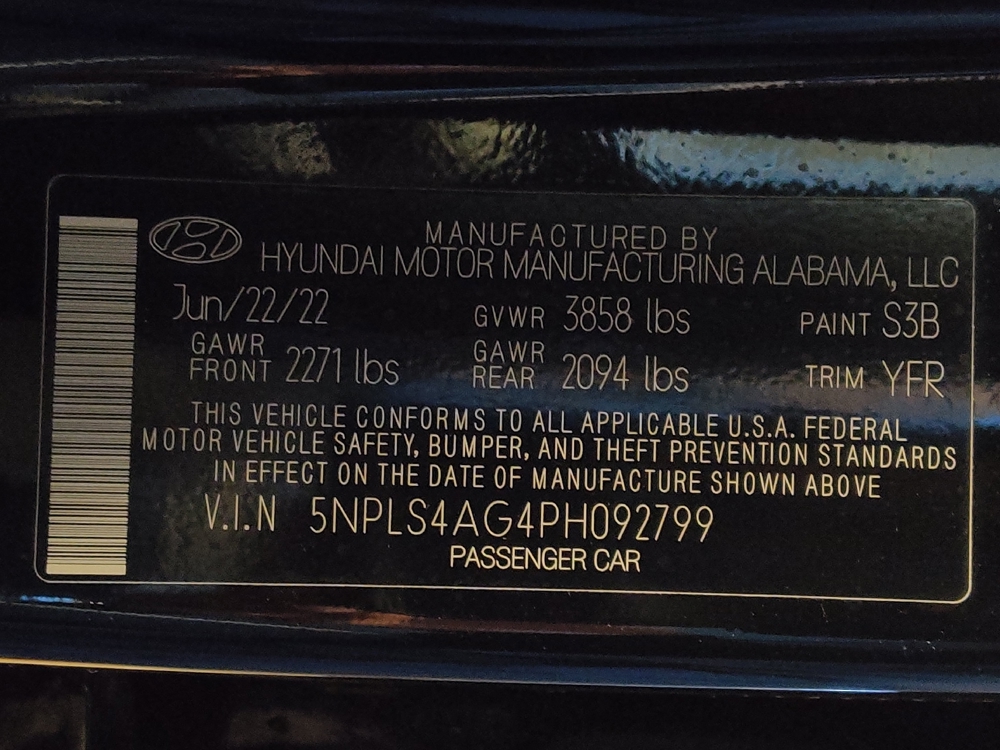 MANUFACTURED BY
HYUNDAI MOTOR MANUFACTURING ALABAMA, LLC
Jun/22/22 GVWR 3858 lbs PAINT S3B
GAWR FRONT 2271 lbs GAWR REAR 2094 lbs TRIM YFR
THIS VEHICLE CONFORMS TO ALL APPLICABLE U.S.A. FEDERAL
MOTOR VEHICLE SAFETY, BUMPER, AND THEFT PREVENTION STANDARDS
IN EFFECT ON THE DATE OF MANUFACTURE SHOWN ABOVE
V.I.N 5NPLS4AG4PH092799
PASSENGER CAR